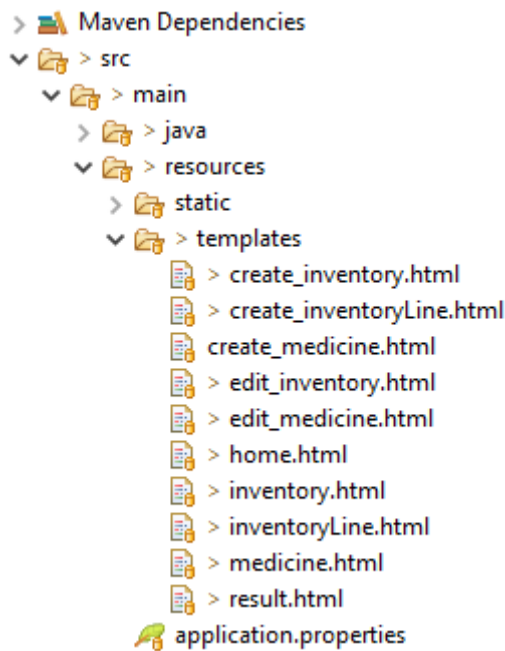 Maven Dependencies
> src
> main
> java
> resources
static
> templates
> create_inventory.html
> create_inventoryLine.html
create_medicine.html
> edit_inventory.html
> edit_medicine.html
> home.html
> inventory.html
> inventoryLine.html
> medicine.html
> result.html
application.properties